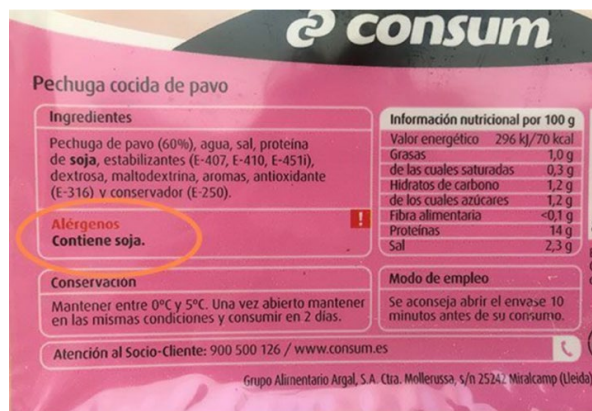 consum
Pechuga cocida de pavo
Ingredientes
Pechuga de pavo (60%), agua, sal, proteína
de soja, estabilizantes (E-407, E-410, E-451i),
dextrosa, maltodextrina, aromas, antioxidante
(E-316) y conservador (E-250).
Alérgenos
Contiene soja.
!
Información nutricional por 100 g
Valor energético 296 kJ/70 kcal
Grasas 1,0 g
de las cuales saturadas 0,3 g
Hidratos de carbono 1,2 g
de los cuales azúcares 1,2 g
Fibra alimentaria <0,1 g
Proteínas 14 g
Sal 2,3 g
Conservación
Mantener entre 0ºC y 5ºC. Una vez abierto mantener
en las mismas condiciones y consumir en 2 días.
Modo de empleo
Se aconseja abrir el envase 10
minutos antes de su consumo.
Atención al Socio-Cliente: 900 500 126 / www.consum.es
Grupo Alimentario Argal, S.A. Ctra. Mollerussa, s/n 25242 Miralcamp (Lleida)